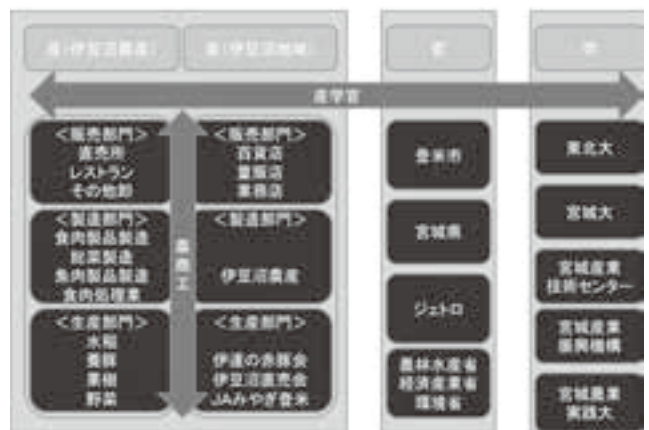 産(伊豆沼農産)
産(伊豆沼地域)
官
学
産学官
農商工
<販売部門>
直売所
レストラン
その他卸
<販売部門>
百貨店
量販店
業務店
<製造部門>
食肉製品製造
総菜製造
魚肉製品製造
食肉処理業
<製造部門>
伊豆沼農産
<生産部門>
水稲
養豚
果樹
野菜
<生産部門>
伊達の赤豚会
伊豆沼直売会
JAみやぎ登米
登米市
宮城県
ジェトロ
農林水産省
経済産業省
環境省
東北大
宮城大
宮城産業
技術センター
宮城産業
振興機構
宮城農業
実践大